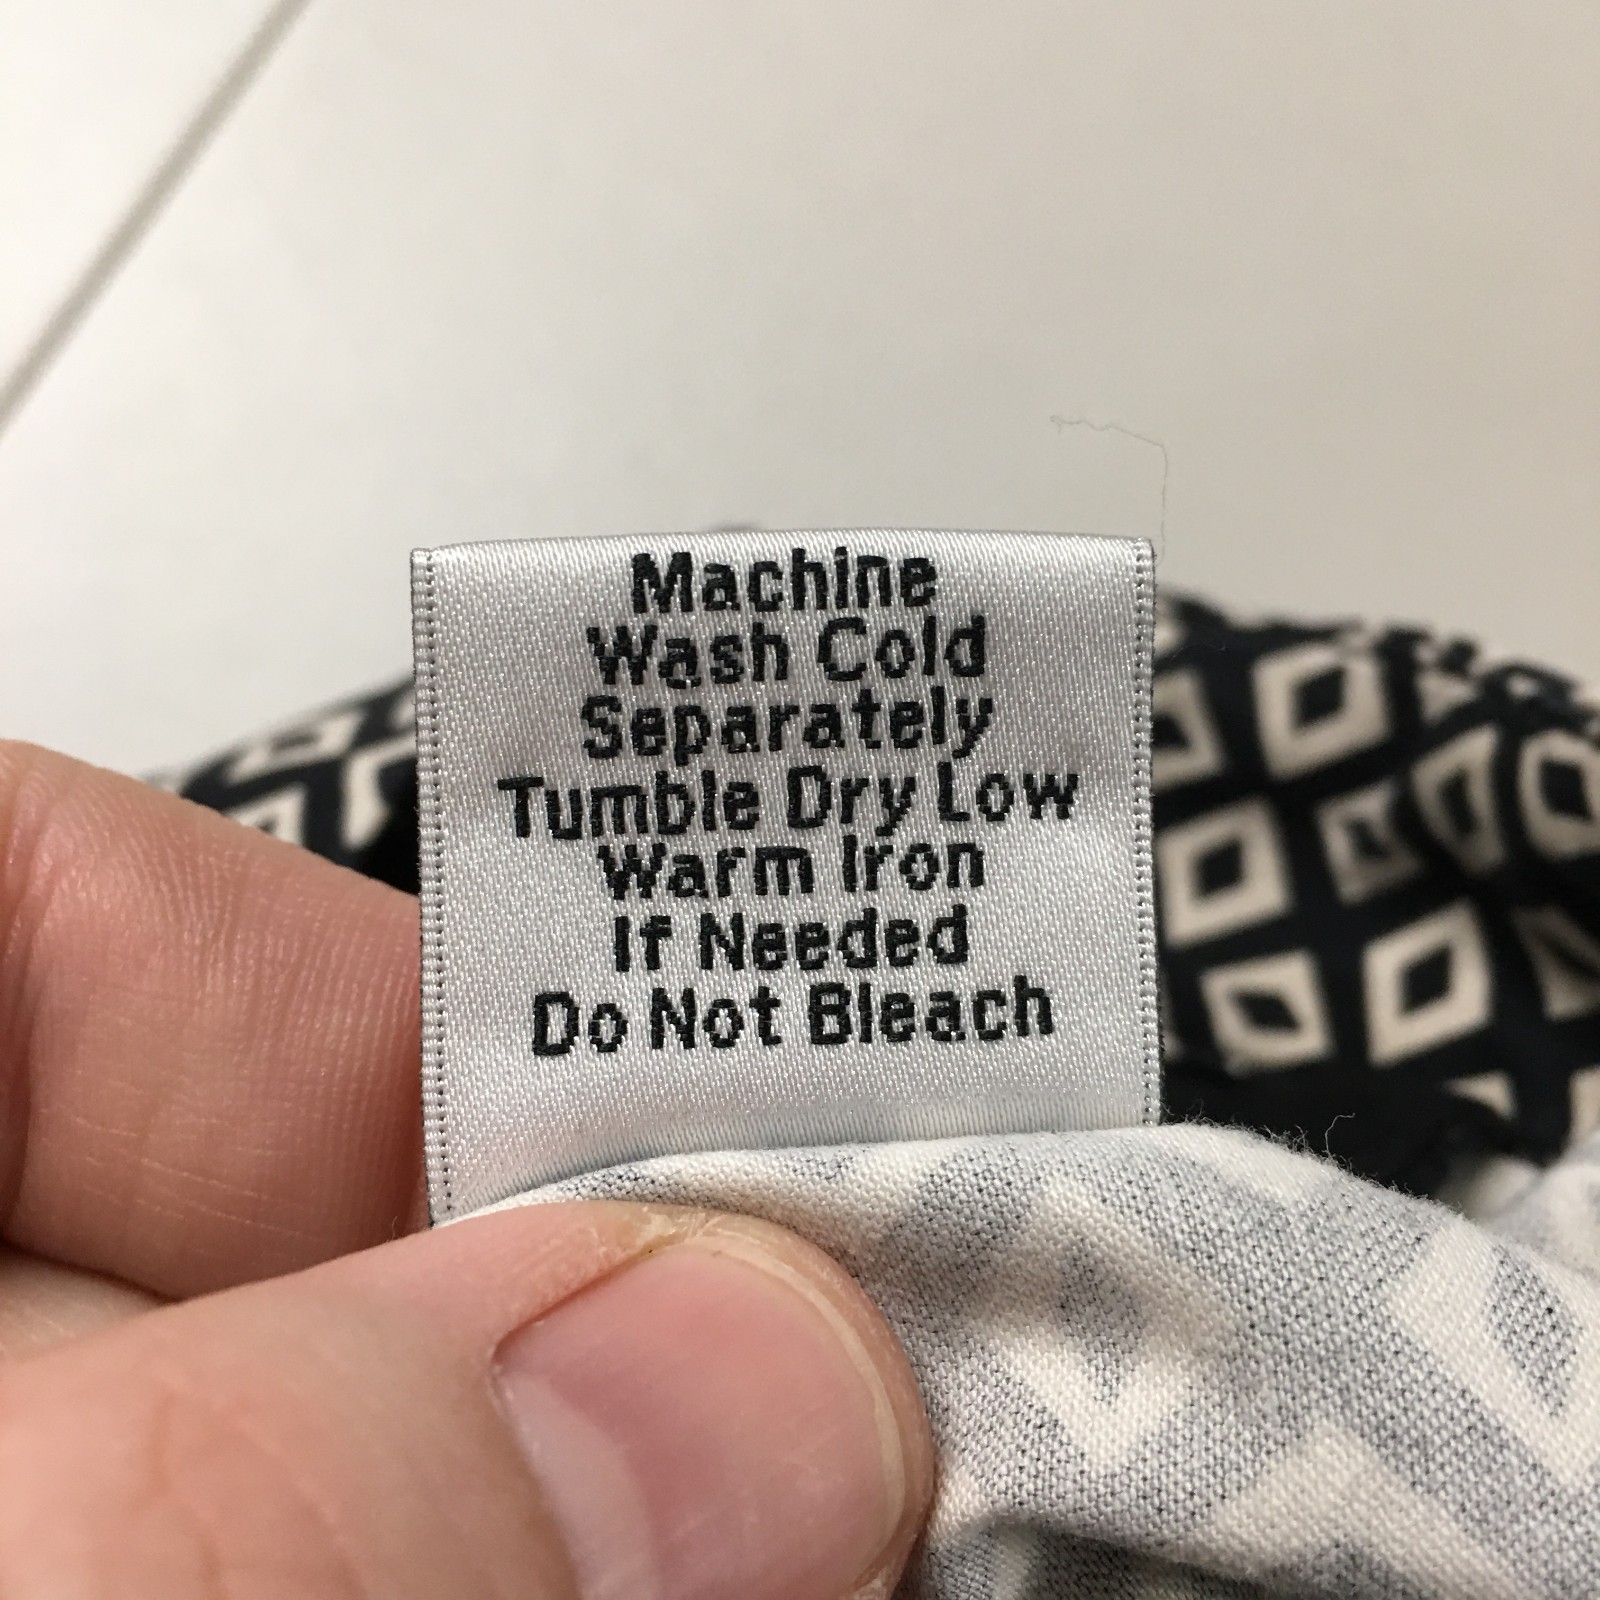 Machine
Wash Cold
Separately
Tumble Dry Low
Warm Iron
If Needed
Do Not Bleach